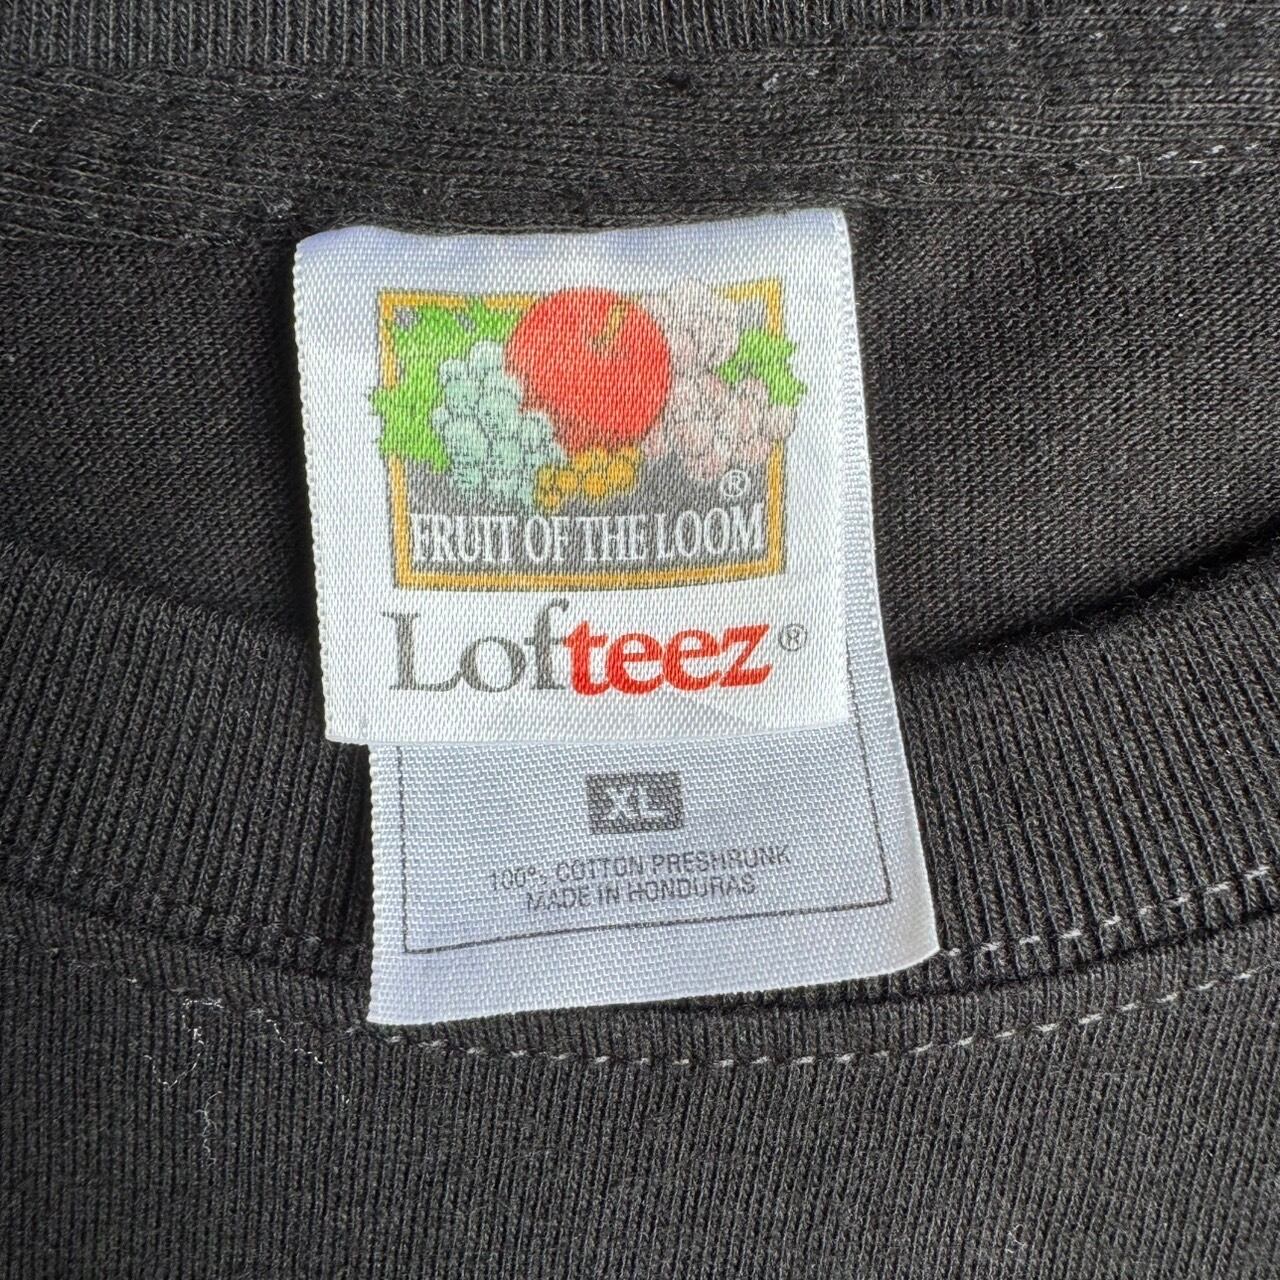 ®
FRUIT OF THE LOOM
Lofteez®
XL
100% COTTON PRESHRUNK
MADE IN HONDURAS